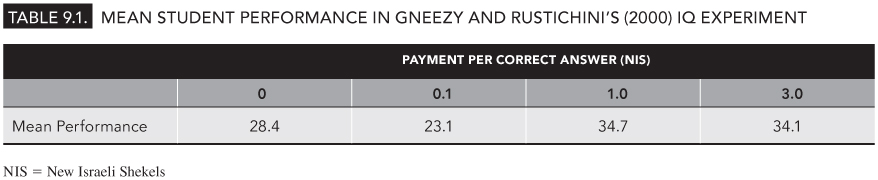 TABLE 9.1. MEAN STUDENT PERFORMANCE IN GNEEZY AND RUSTICHINI'S (2000) IQ EXPERIMENT
PAYMENT PER CORRECT ANSWER (NIS)
0 0.1 1.0 3.0
Mean Performance 28.4 23.1 34.7 34.1
NIS = New Israeli Shekels